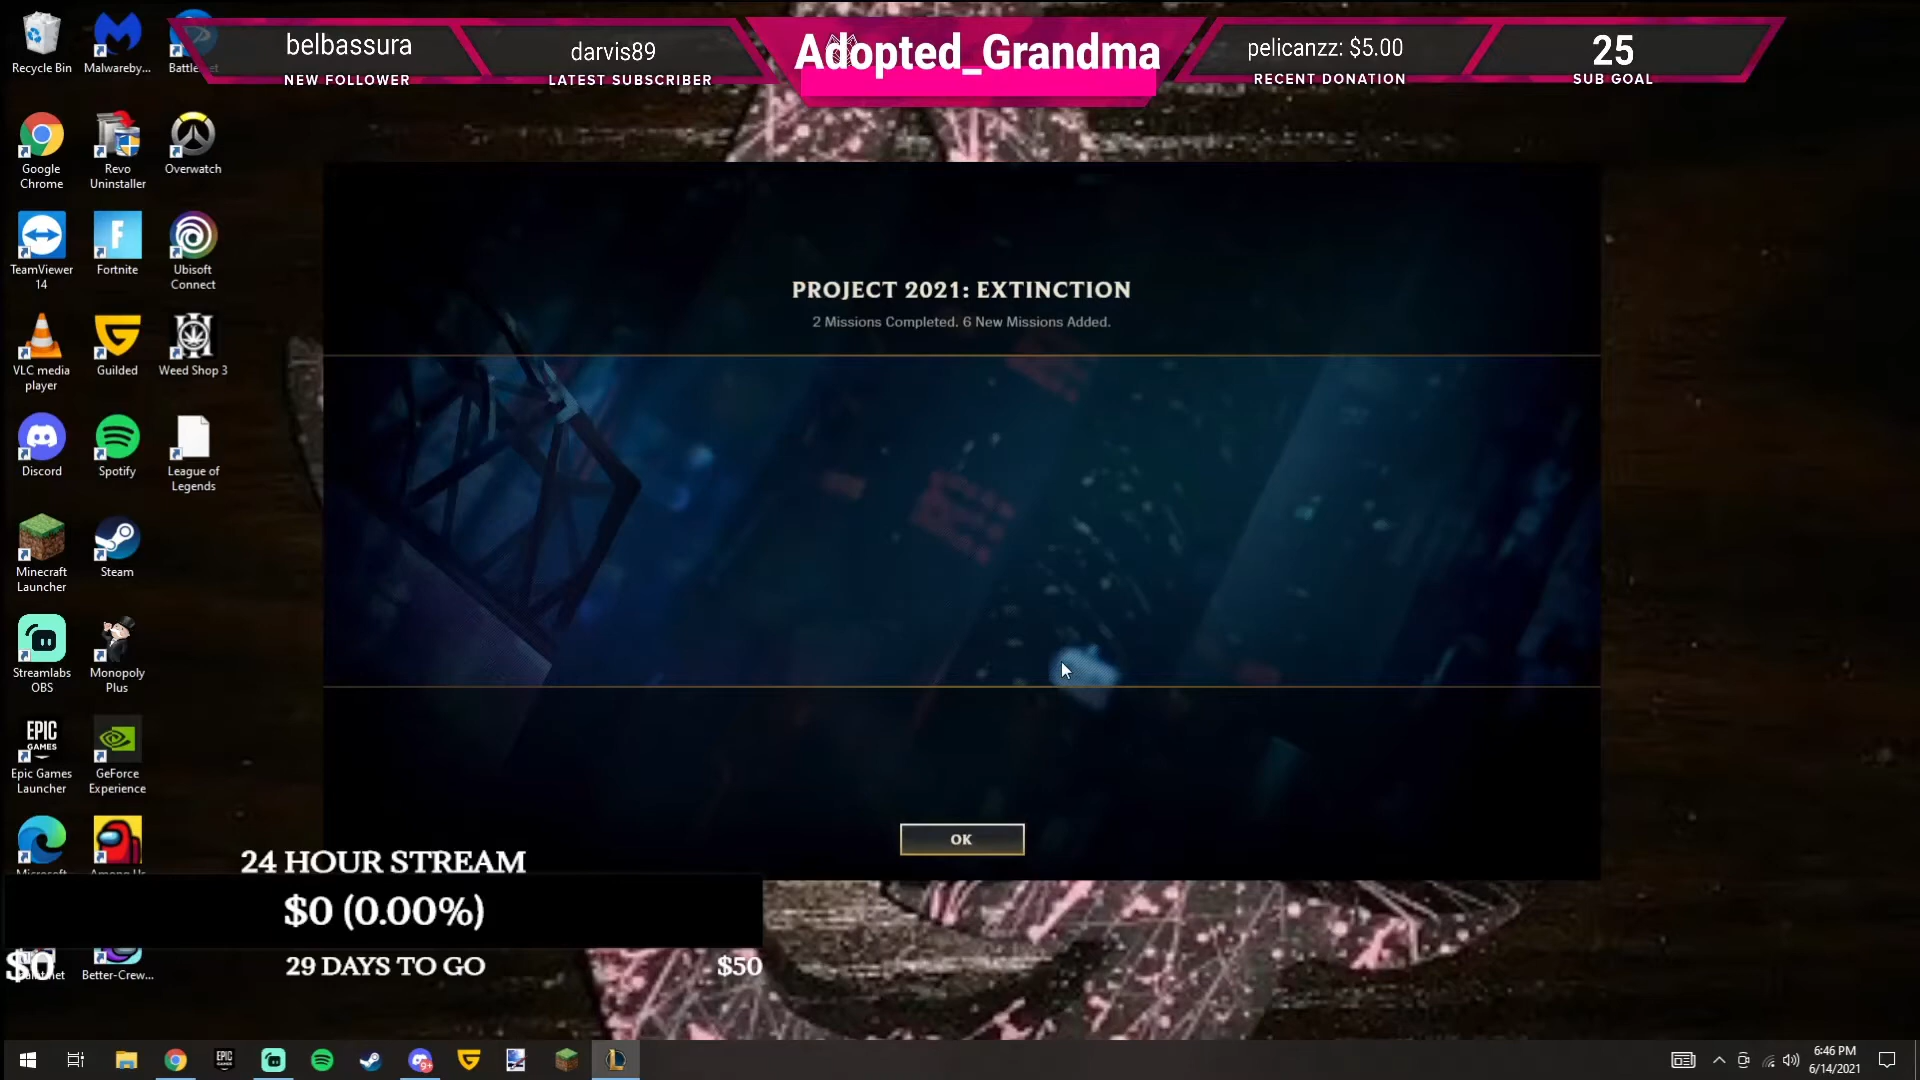 belbassura
NEW FOLLOWER
darvis89
LATEST SUBSCRIBER
Adopted_Grandma
pelicanzz: $5.00
RECENT DONATION
25
SUB GOAL
Recycle Bin
Malwareby...
Google
Chrome
Revo
Uninstaller
Overwatch
TeamViewer
14
Fortnite
Ubisoft
Connect
VLC media
player
Guilded
Weed Shop 3
Discord
Spotify
League of
Legends
Minecraft
Launcher
Steam
Streamlabs
OBS
Monopoly
Plus
EPIC
GAMES
Epic Games
Launcher
GeForce
Experience
PROJECT 2021: EXTINCTION
2 Missions Completed. 6 New Missions Added.
OK
24 HOUR STREAM
$0 (0.00%)
$0
Better-Crew...
29 DAYS TO GO
$50
EPIC
9+
6:46 PM
6/14/2021